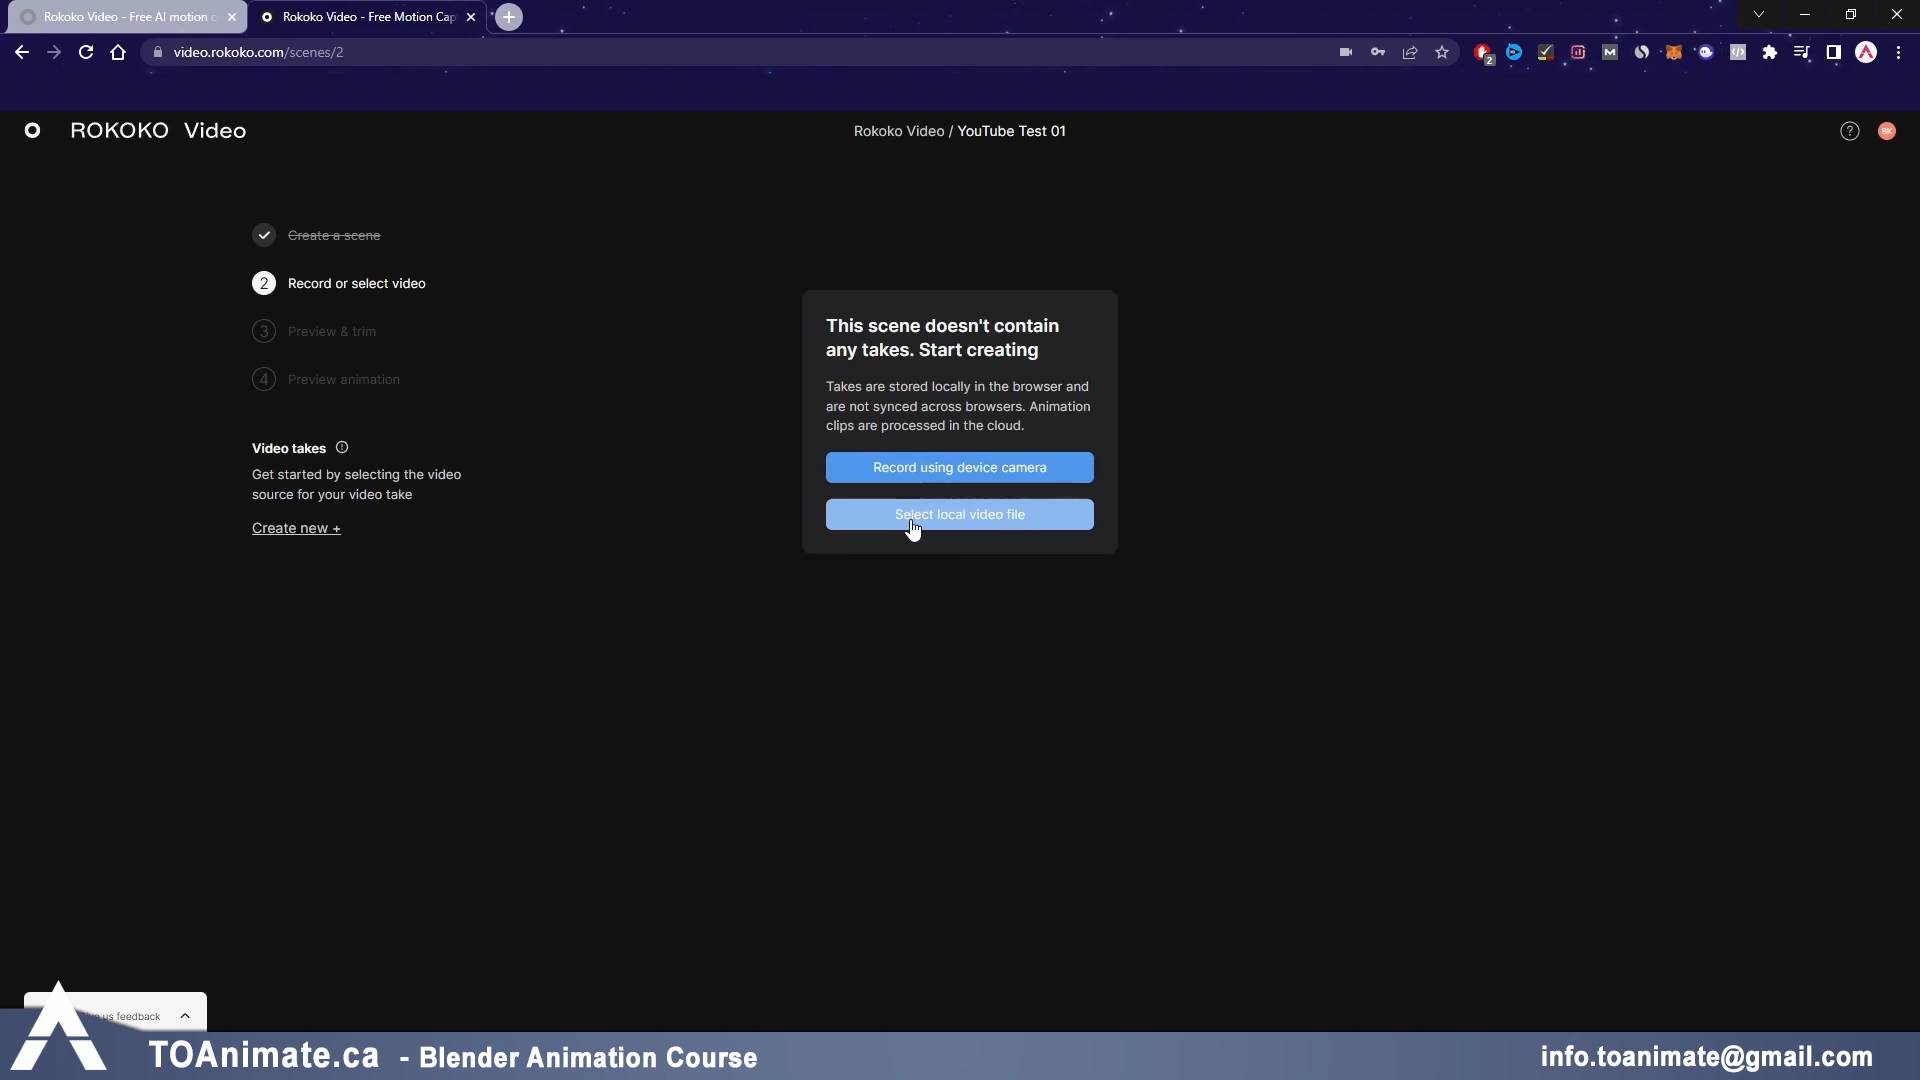 Rokoko Video - Free AI motion c
Rokoko Video - Free Motion Cap
video.rokoko.com/scenes/2
2
ROKOKO Video
Rokoko Video / YouTube Test 01
?
BK
Create a scene
2 Record or select video
3 Preview & trim
4 Preview animation
Video takes
Get started by selecting the video
source for your video take
Create new +
This scene doesn't contain
any takes. Start creating
Takes are stored locally in the browser and
are not synced across browsers. Animation
clips are processed in the cloud.
Record using device camera
Select local video file
us feedback
TOAnimate.ca - Blender Animation Course
info.toanimate@gmail.com